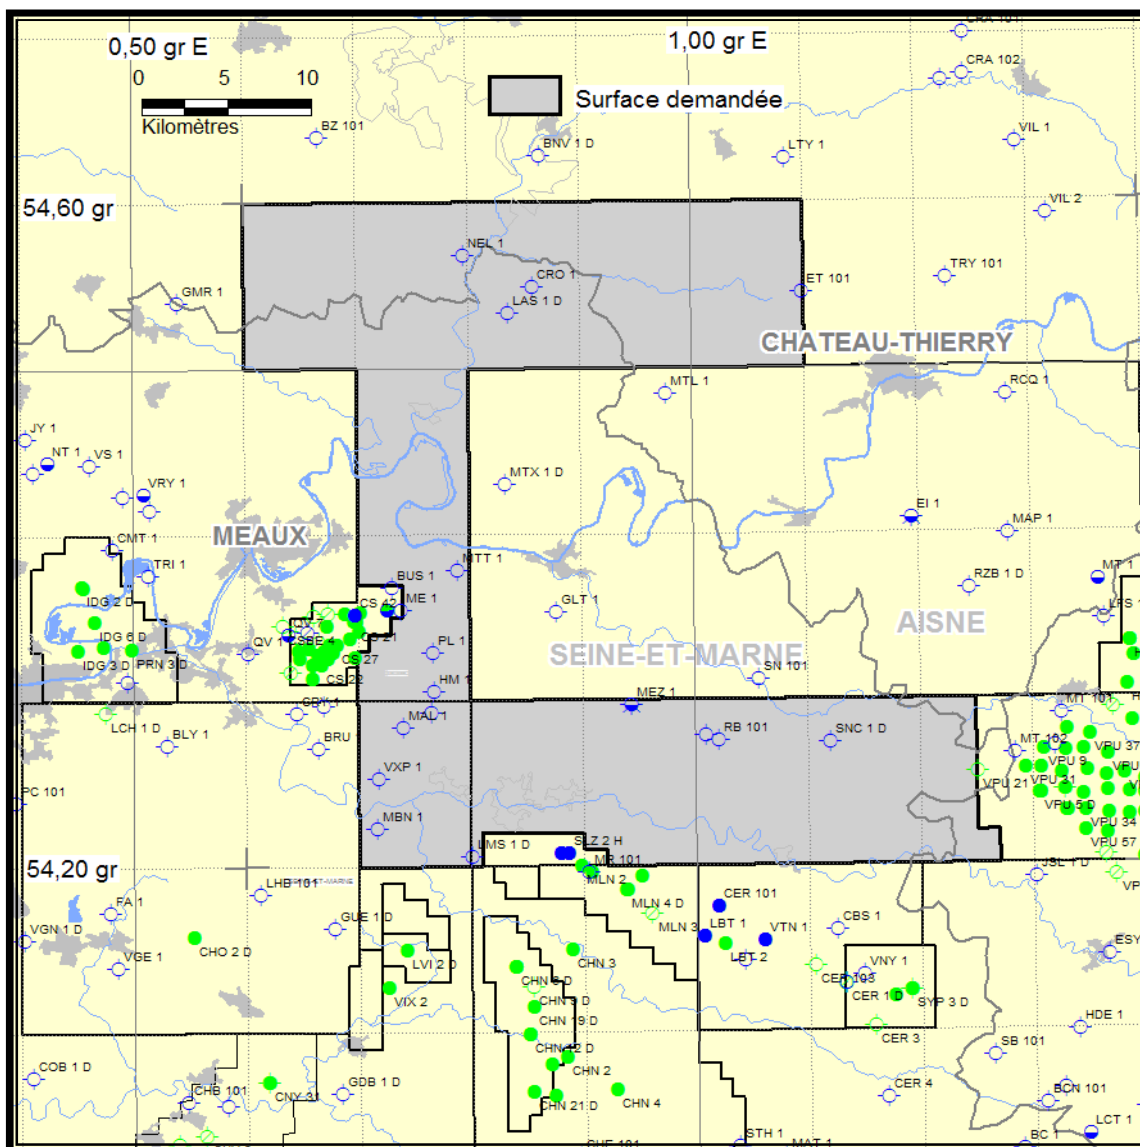 CRA 101
0,50 gr E
1,00 gr E
CRA 102
0 5 10
Surface demandée
Kilomètres
BZ 101
VIL 1
BNV 1 D
LTY 1
54,60 gr
VIL 2
NEL 1
TRY 101
CRO 1
ET 101
GMR 1
LAS 1 D
CHATEAU-THIERRY
MTL 1
RCQ 1
JY 1
NT 1
VS 1
MTX 1 D
VRY 1
EI 1
MAP 1
MEAUX
CMT 1
MTT 1
TRI 1
BUS 1
RZB 1 D
MT 1
IDG 2 D
CS 42
ME 1
GLT 1
LFS 1
AISNE
IDG 6 D
CS 21
QV 1
CSBE 4
PL 1
SEINE-ET-MARNE
IDG 3 D
PRN 3 D
CS 27
SN 101
CS 22
HM 1
MEZ 1
MT 101
LCH 1 D
MAL 1
RB 101
SNC 1 D
BLY 1
BRU
MT 102
VPU 37
VXP 1
VPU 9
VPU 21
VPU 31
PC 101
VPU 5 D
MBN 1
VPU 34
LMS 1 D
SLZ 2 H
VPU 57
54,20 gr
MR 101
JSL 1 D
MLN 2
LHB 101
CER 101
MLN 4 D
FA 1
GUE 1 D
MLN 3
LBT 1
VTN 1
CBS 1
VGN 1 D
CHO 2 D
LVI 2 D
CHN 3
LBT 2
ESY
VGE 1
VNY 1
CHN 8 D
CER 103
VIX 2
CHN 9 D
CER 1 D
SYP 3 D
CHN 19 D
HDE 1
CER 3
CHN 12 D
SB 101
COB 1 D
CHN 2
CHB 101
CNY 31
GDB 1 D
CHN 21 D
CHN 4
CER 4
BCN 101
LCT 1
STH 1
MAT 1
BC 1